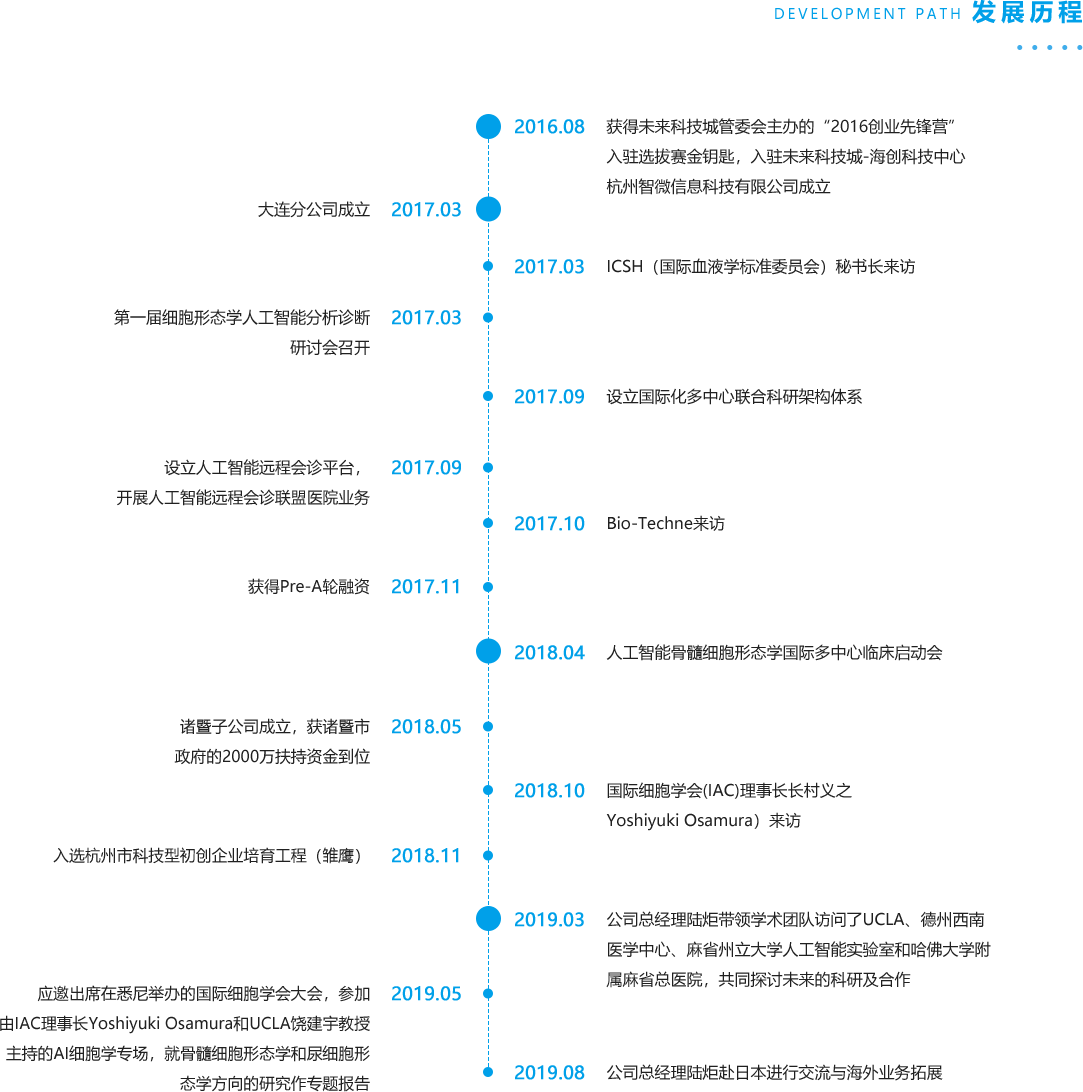 DEVELOPMENT PATH 发展历程
2016.08 获得未来科技城管委会主办的“2016创业先锋营”
入驻选拔赛金钥匙，入驻未来科技城-海创科技中心
杭州智微信息科技有限公司成立
大连分公司成立 2017.03
2017.03 ICSH（国际血液学标准委员会）秘书长来访
第一届细胞形态学人工智能分析诊断 2017.03
研讨会召开
2017.09 设立国际化多中心联合科研架构体系
设立人工智能远程会诊平台， 2017.09
开展人工智能远程会诊联盟医院业务
2017.10 Bio-Techne来访
获得Pre-A轮融资 2017.11
2018.04 人工智能骨髓细胞形态学国际多中心临床启动会
诸暨子公司成立，获诸暨市 2018.05
政府的2000万扶持资金到位
2018.10 国际细胞学会(IAC)理事长长村义之
Yoshiyuki Osamura）来访
入选杭州市科技型初创企业培育工程（雏鹰） 2018.11
2019.03 公司总经理陆炬带领学术团队访问了UCLA、德州西南
医学中心、麻省州立大学人工智能实验室和哈佛大学附
属麻省总医院，共同探讨未来的科研及合作
应邀出席在悉尼举办的国际细胞学会大会，参加 2019.05
由IAC理事长Yoshiyuki Osamura和UCLA饶建宇教授
主持的AI细胞学专场，就骨髓细胞形态学和尿细胞形
态学方向的研究作专题报告
2019.08 公司总经理陆炬赴日本进行交流与海外业务拓展